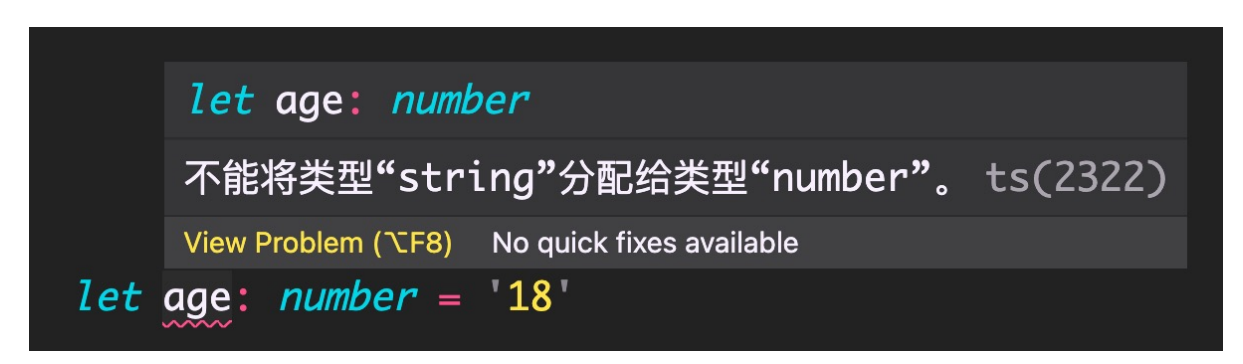 let age: number
不能将类型“string”分配给类型“number”。 ts(2322)
View Problem (⌥F8) No quick fixes available
let age: number = '18'